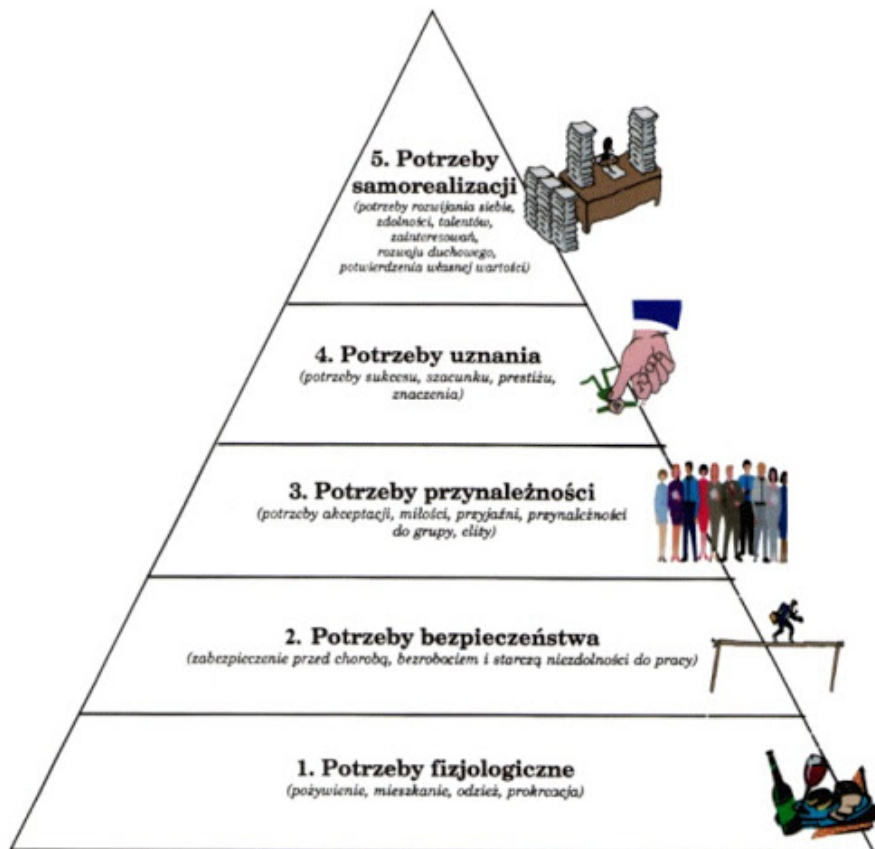 5. Potrzeby
samorealizacji
(potrzeby rozwijania siebie,
zdolności, talentów,
zainteresowań,
rozwoju duchowego,
potwierdzenia własnej wartości)
4. Potrzeby uznania
(potrzeby sukcesu, szacunku, prestiżu,
znaczenia)
3. Potrzeby przynależności
(potrzeby akceptacji, miłości, przyjaźni, przynależności
do grupy, elity)
2. Potrzeby bezpieczeństwa
(zabezpieczenie przed chorobą, bezrobociem i starczą niezdolności do pracy)
1. Potrzeby fizjologiczne
(pożywienie, mieszkanie, odzież, prokreacja)